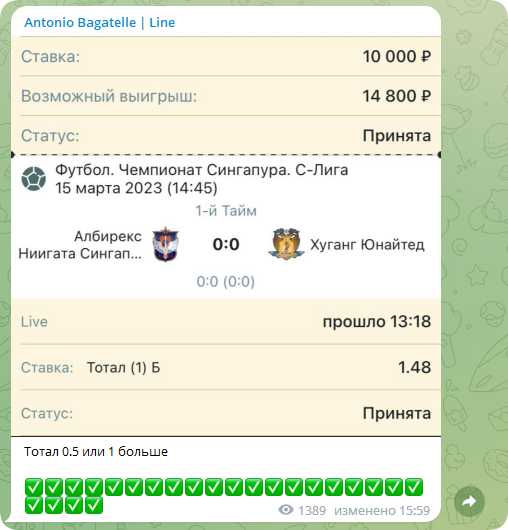 Antonio Bagatelle | Line
Ставка: 10 000 ₽
Возможный выигрыш: 14 800 ₽
Статус: Принята
Футбол. Чемпионат Сингапура. С-Лига
15 марта 2023 (14:45)
1-й Тайм
Албирекс
Ниигата Сингап... 0:0 Хуганг Юнайтед
0:0 (0:0)
Live прошло 13:18
Ставка: Тотал (1) Б 1.48
Статус: Принята
Тотал 0.5 или 1 больше
✅✅✅✅✅✅✅✅✅✅✅✅✅✅✅✅✅✅✅✅
✅✅✅✅ 1389 изменено 15:59